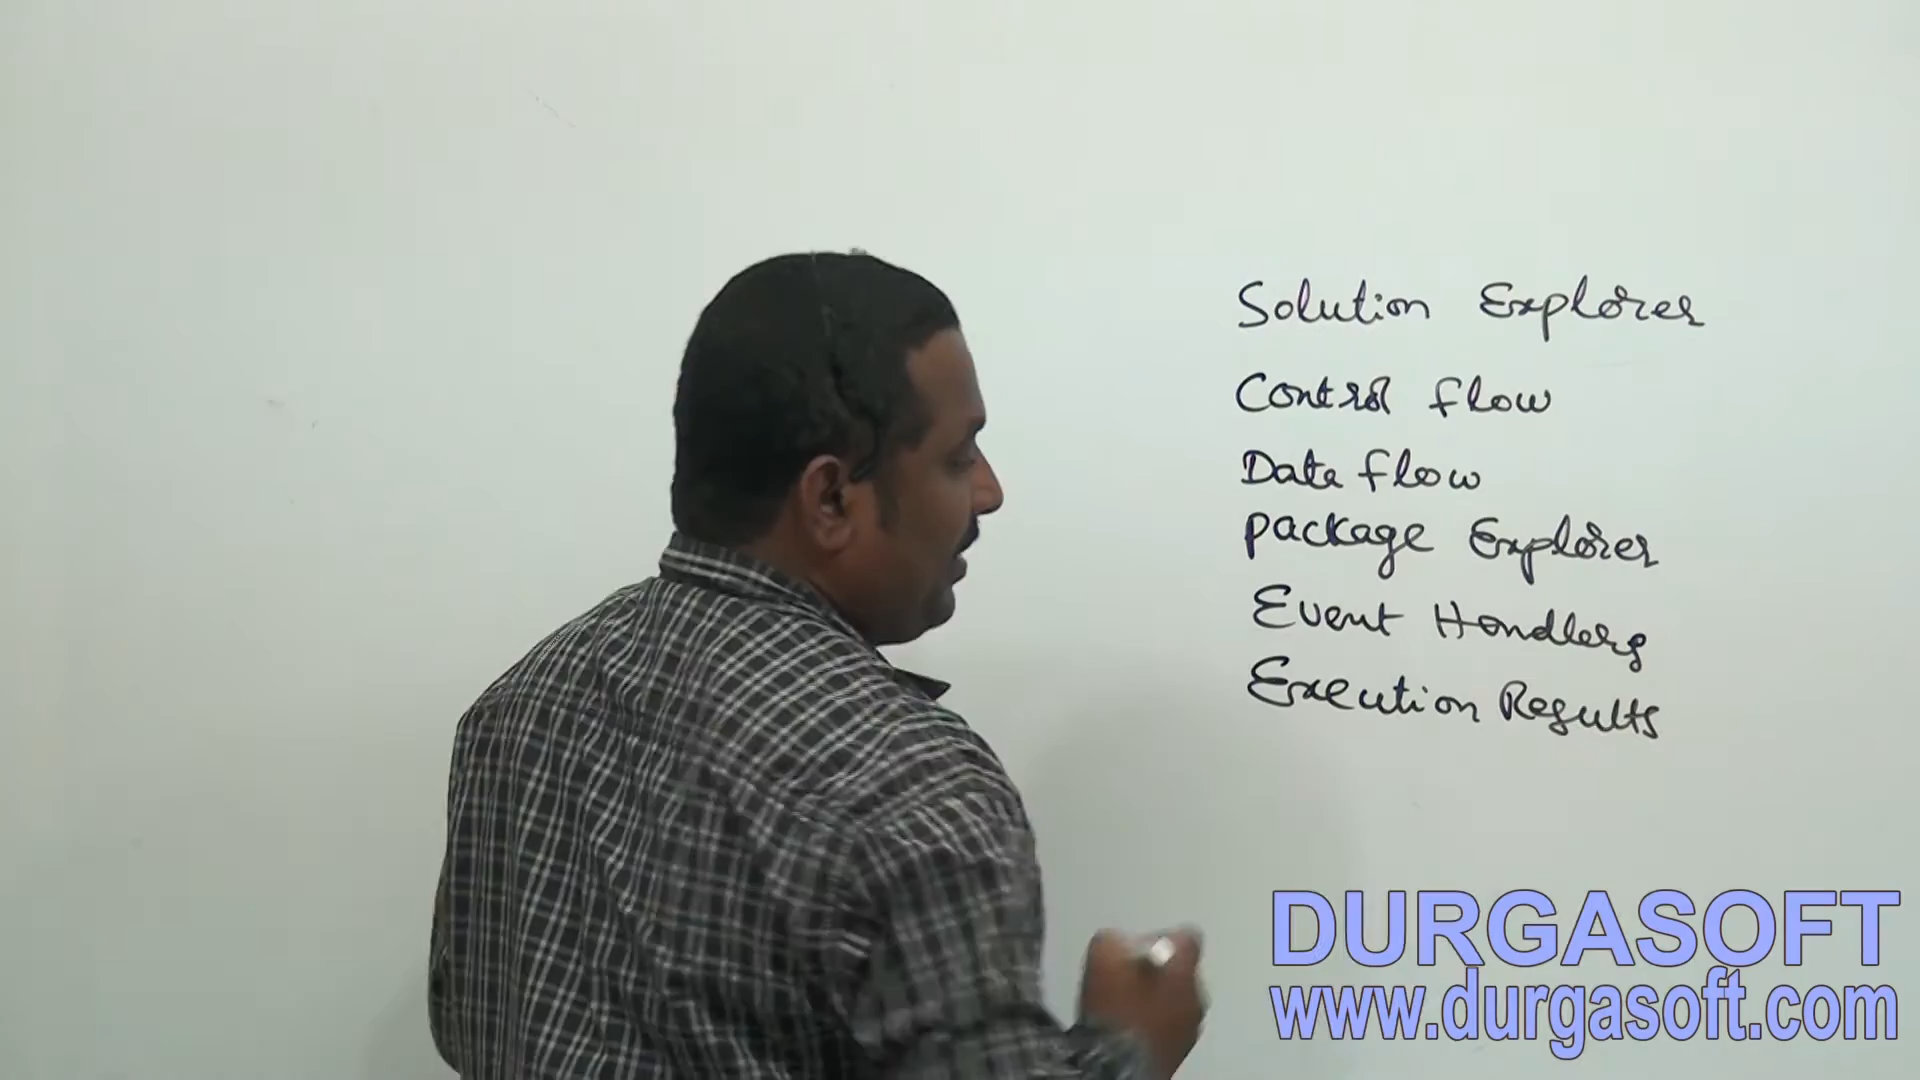 Solution Explorer
Control flow
Data flow
Package Explorer
Event Handlers
Execution Results
DURGASOFT
www.durgasoft.com